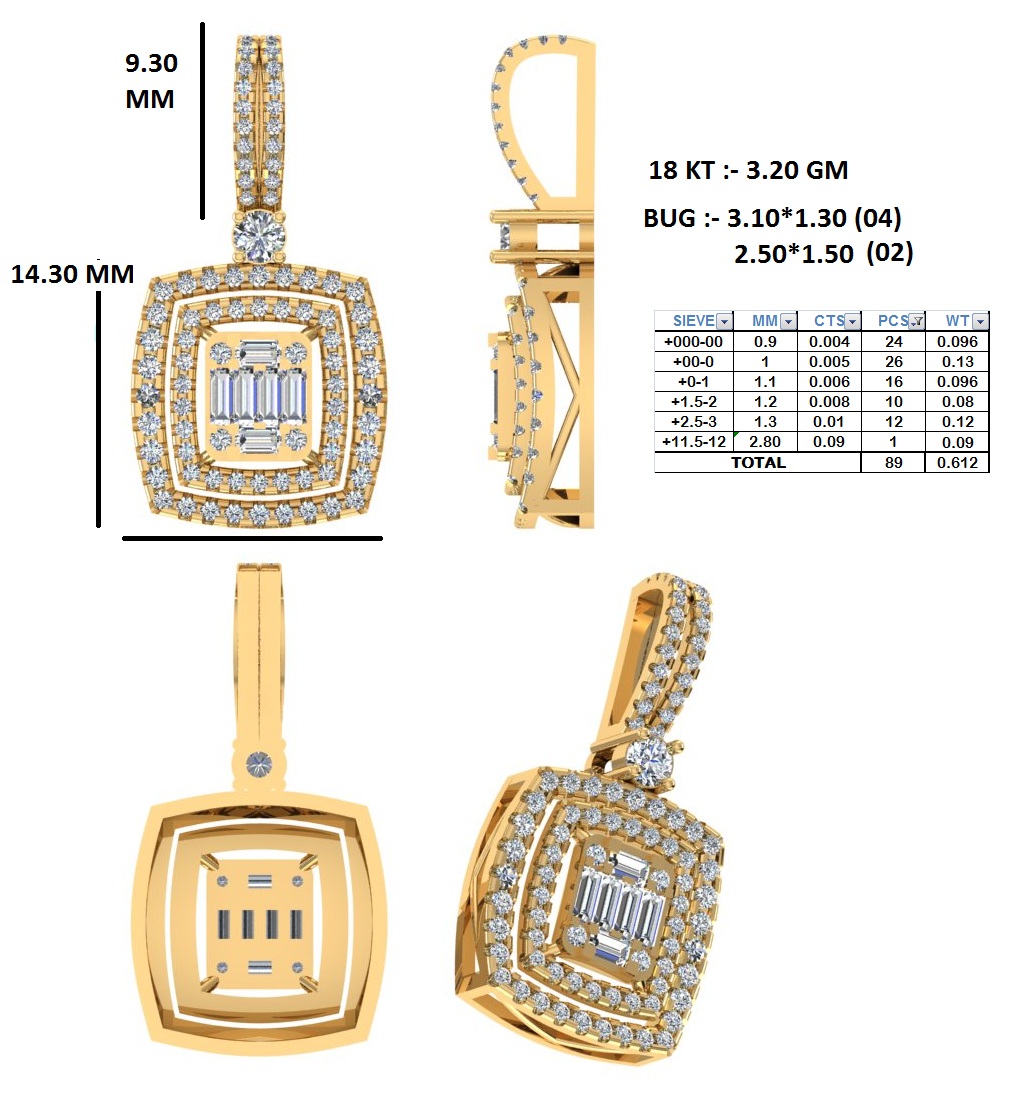 9.30
MM
14.30 MM
18 KT :- 3.20 GM
BUG :- 3.10*1.30 (04)
2.50*1.50 (02)
SIEVE MM CTS PCS WT
+000-00 0.9 0.004 24 0.096
+00-0 1 0.005 26 0.13
+0-1 1.1 0.006 16 0.096
+1.5-2 1.2 0.008 10 0.08
+2.5-3 1.3 0.01 12 0.12
+11.5-12 2.80 0.09 1 0.09
TOTAL 89 0.612